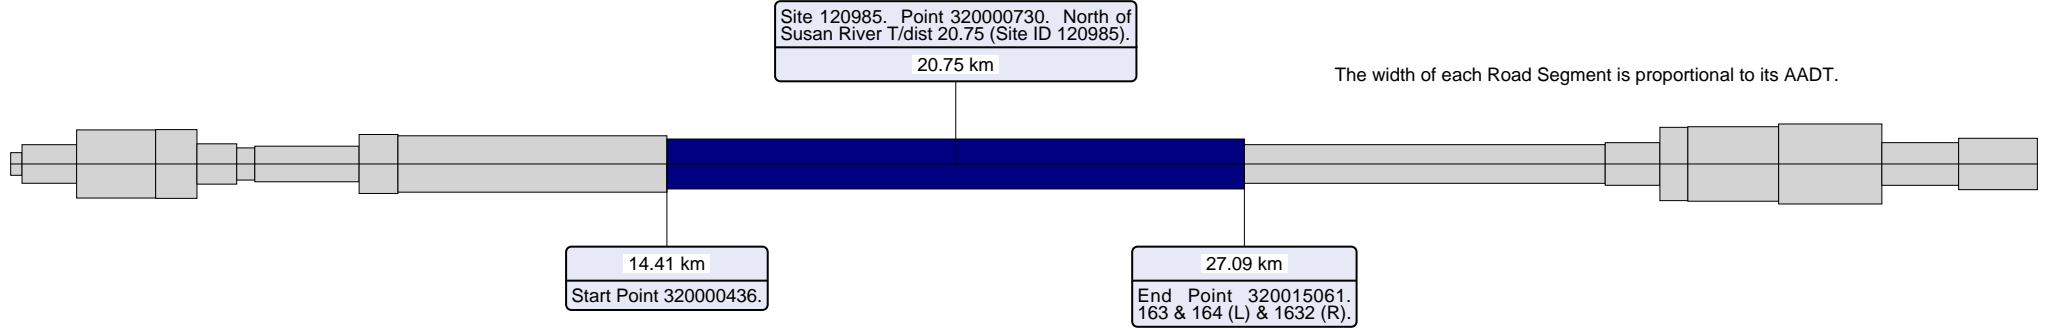 Site 120985. Point 320000730. North of
Susan River T/dist 20.75 (Site ID 120985).
20.75 km
The width of each Road Segment is proportional to its AADT.
14.41 km
Start Point 320000436.
27.09 km
End Point 320015061.
163 & 164 (L) & 1632 (R).